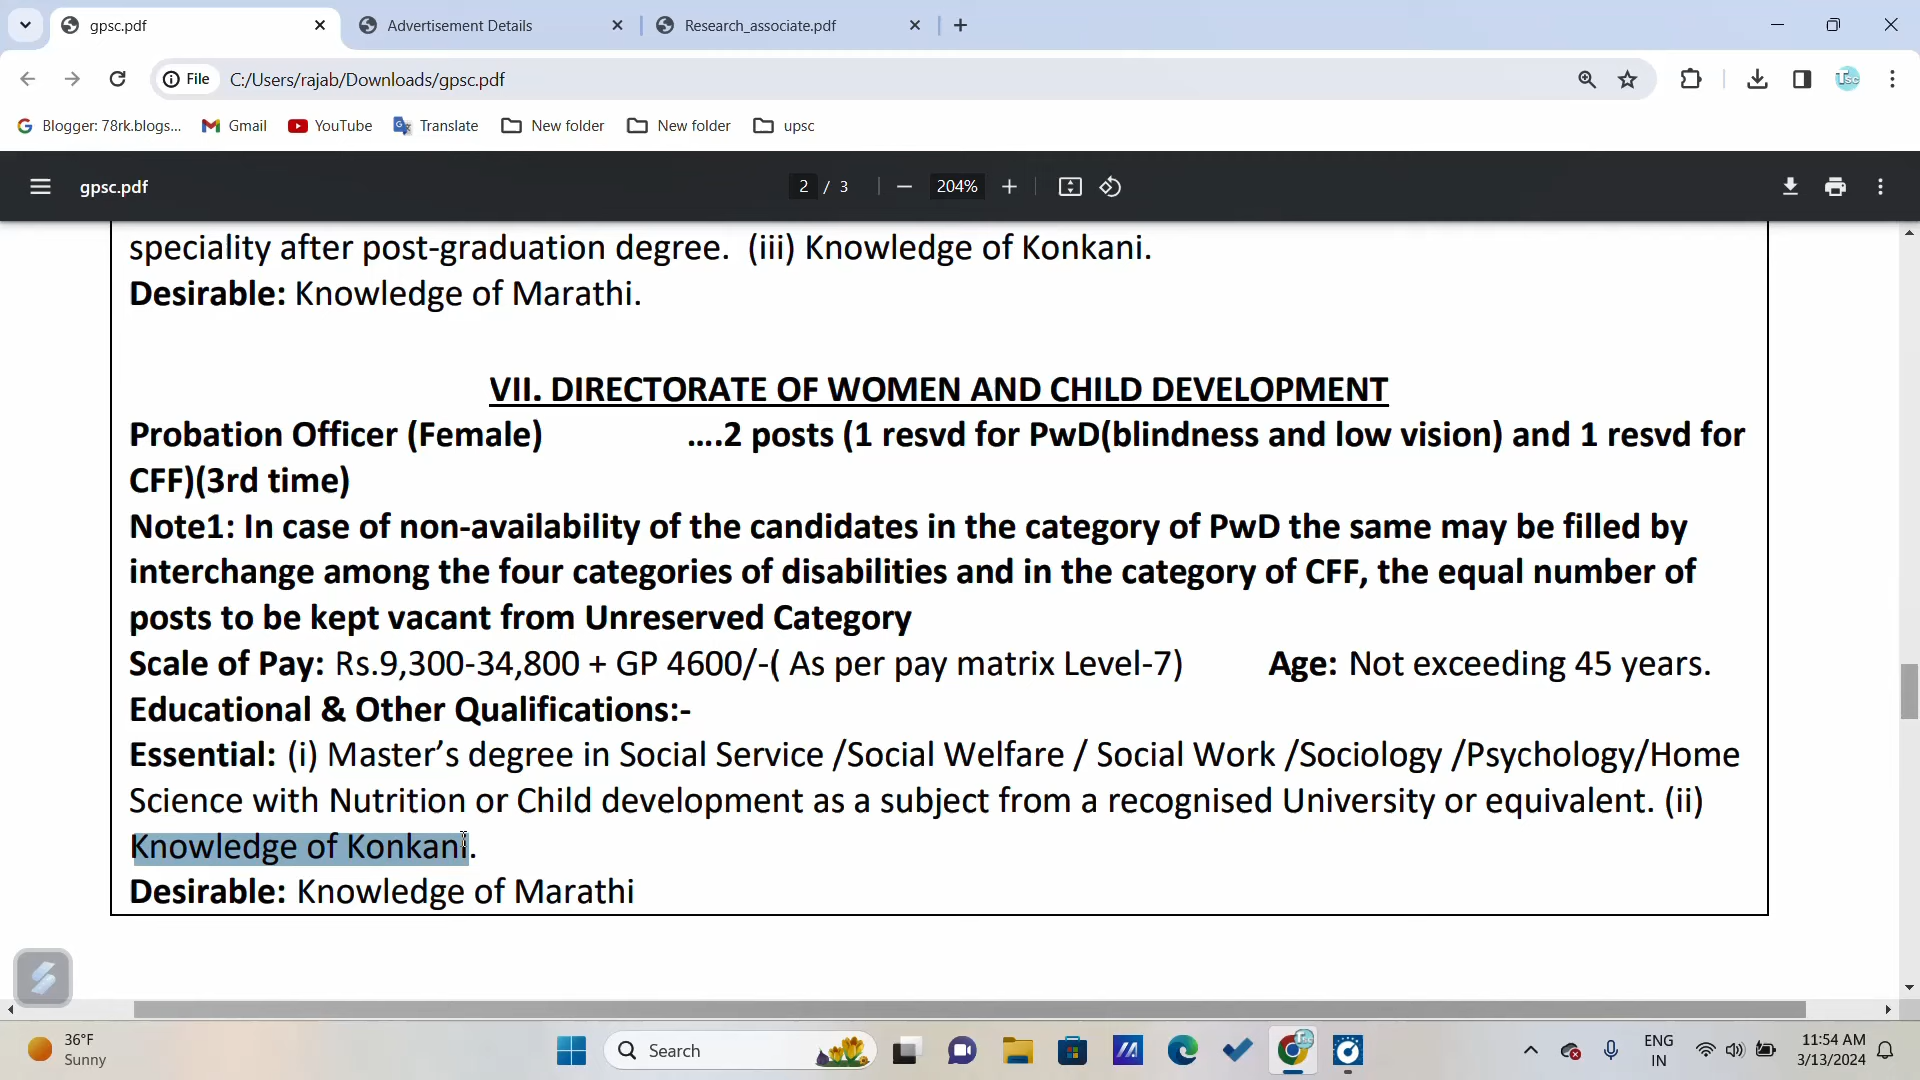 gpsc.pdf
Advertisement Details
Research_associate.pdf
File
C:/Users/rajab/Downloads/gpsc.pdf
Tsc
Blogger: 78rk.blogs...
Gmail
YouTube
Translate
New folder
New folder
upsc
gpsc.pdf
2 / 3
204%
speciality after post-graduation degree. (iii) Knowledge of Konkani.
Desirable: Knowledge of Marathi.
VII. DIRECTORATE OF WOMEN AND CHILD DEVELOPMENT
Probation Officer (Female) ....2 posts (1 resvd for PwD(blindness and low vision) and 1 resvd for
CFF)(3rd time)
Note1: In case of non-availability of the candidates in the category of PwD the same may be filled by
interchange among the four categories of disabilities and in the category of CFF, the equal number of
posts to be kept vacant from Unreserved Category
Scale of Pay: Rs.9,300-34,800 + GP 4600/-( As per pay matrix Level-7) Age: Not exceeding 45 years.
Educational & Other Qualifications:-
Essential: (i) Master’s degree in Social Service /Social Welfare / Social Work /Sociology /Psychology/Home
Science with Nutrition or Child development as a subject from a recognised University or equivalent. (ii)
Knowledge of Konkani.
Desirable: Knowledge of Marathi
36°F
Sunny
Search
Tsc
ENG
IN
11:54 AM
3/13/2024